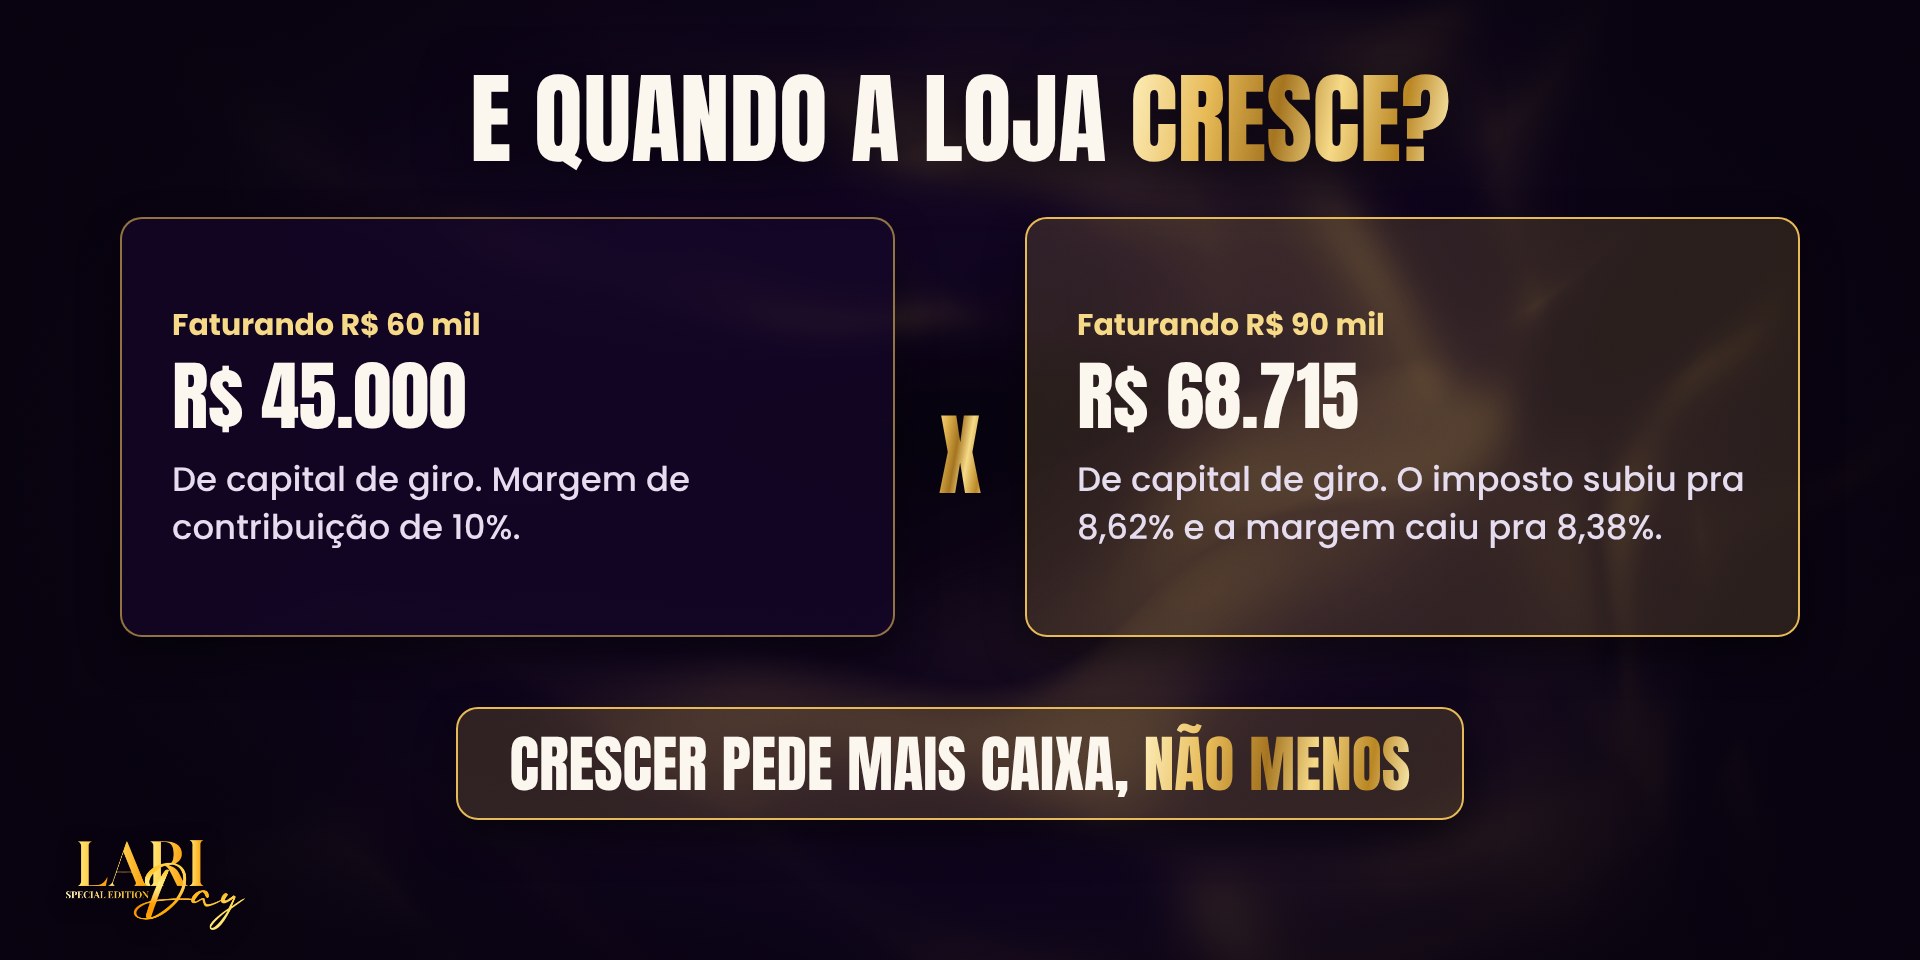 E QUANDO A LOJA CRESCE?
Faturando R$ 60 mil
R$ 45.000
De capital de giro. Margem de
contribuição de 10%.
X
Faturando R$ 90 mil
R$ 68.715
De capital de giro. O imposto subiu pra
8,62% e a margem caiu pra 8,38%.
CRESCER PEDE MAIS CAIXA, NÃO MENOS
LABI
SPECIAL EDITION
Day